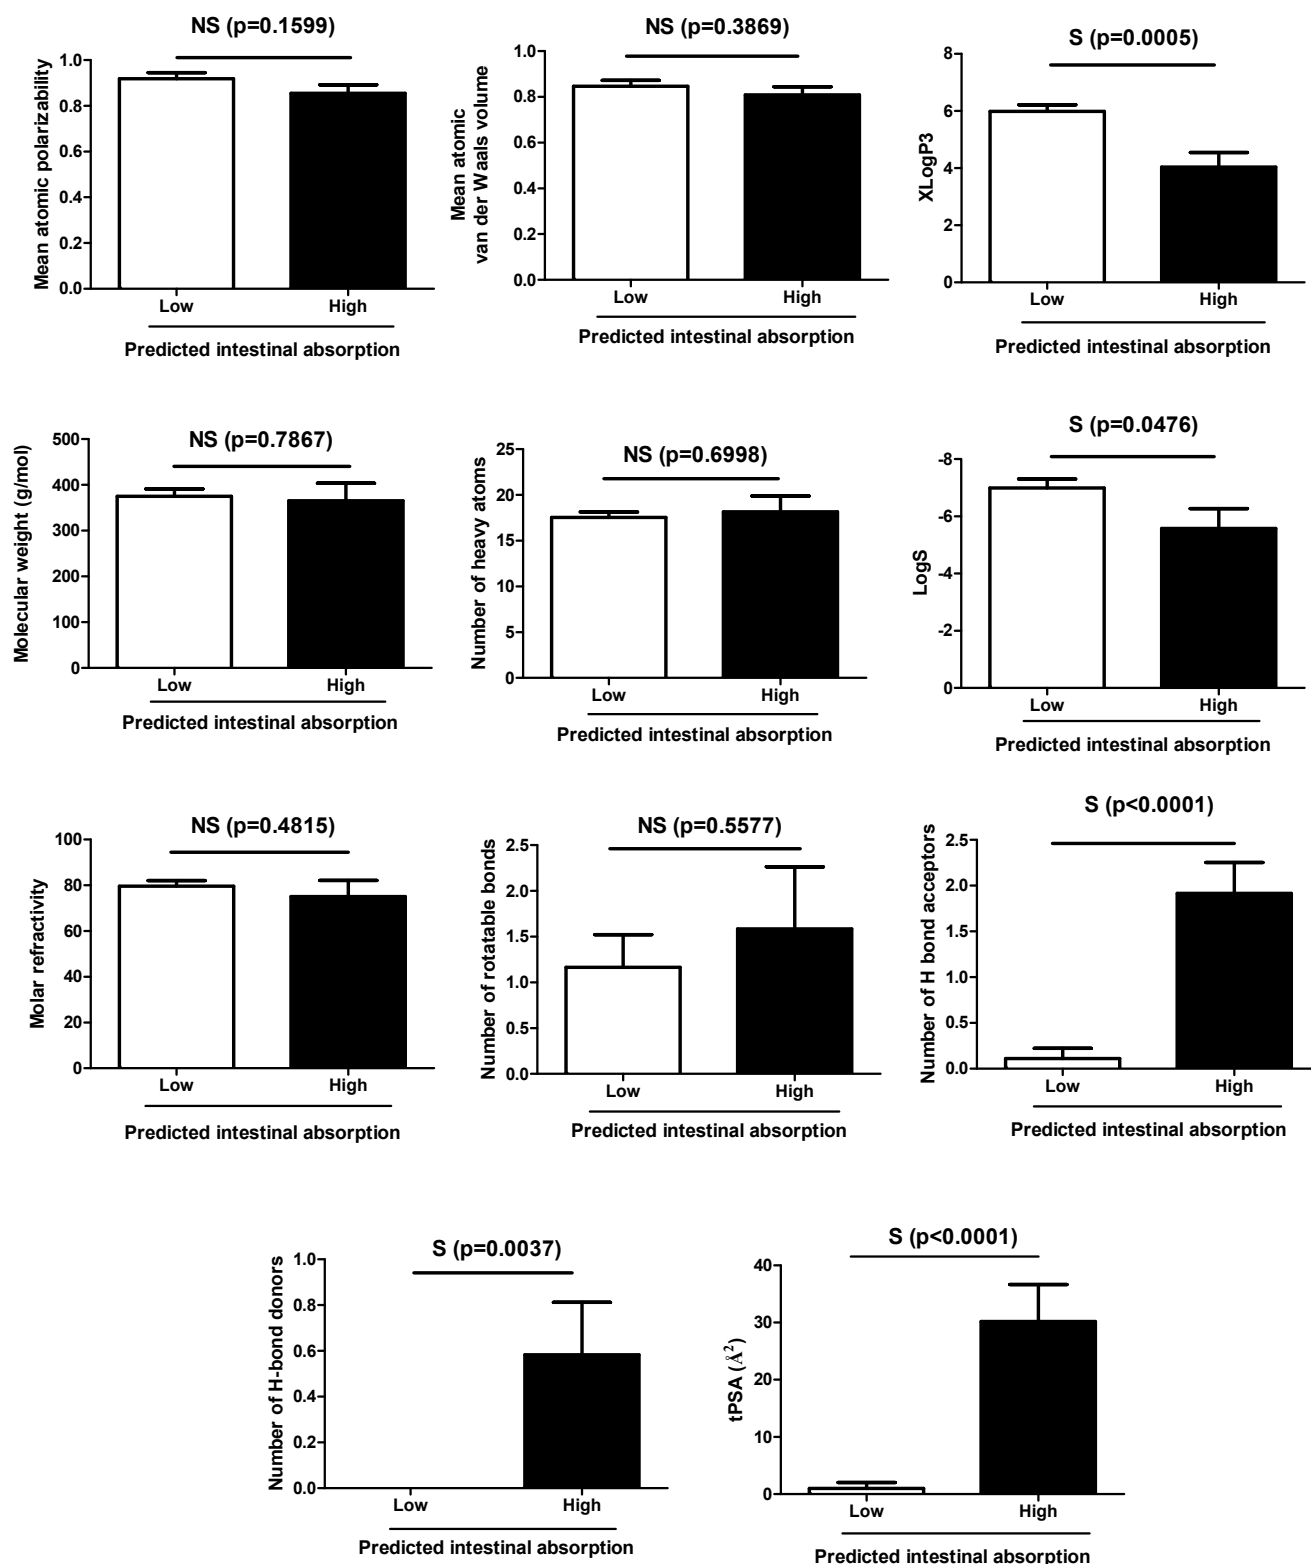 NS (p=0.1599)
Mean atomic polarizability
1.0
0.8
0.6
0.4
0.2
0.0
Low High
Predicted intestinal absorption
NS (p=0.3869)
Mean atomic
van der Waals volume
1.0
0.8
0.6
0.4
0.2
0.0
Low High
Predicted intestinal absorption
S (p=0.0005)
XLogP3
8
6
4
2
0
Low High
Predicted intestinal absorption
NS (p=0.7867)
Molecular weight (g/mol)
500
400
300
200
100
0
Low High
Predicted intestinal absorption
NS (p=0.6998)
Number of heavy atoms
25
20
15
10
5
0
Low High
Predicted intestinal absorption
S (p=0.0476)
LogS
-8
-6
-4
-2
0
Low High
Predicted intestinal absorption
NS (p=0.4815)
Molar refractivity
100
80
60
40
20
0
Low High
Predicted intestinal absorption
NS (p=0.5577)
Number of rotatable bonds
2.5
2.0
1.5
1.0
0.5
0.0
Low High
Predicted intestinal absorption
S (p<0.0001)
Number of H bond acceptors
2.5
2.0
1.5
1.0
0.5
0.0
Low High
Predicted intestinal absorption
S (p=0.0037)
Number of H-bond donors
1.0
0.8
0.6
0.4
0.2
0.0
Low High
Predicted intestinal absorption
S (p<0.0001)
tPSA (Å²)
40
30
20
10
0
Low High
Predicted intestinal absorption